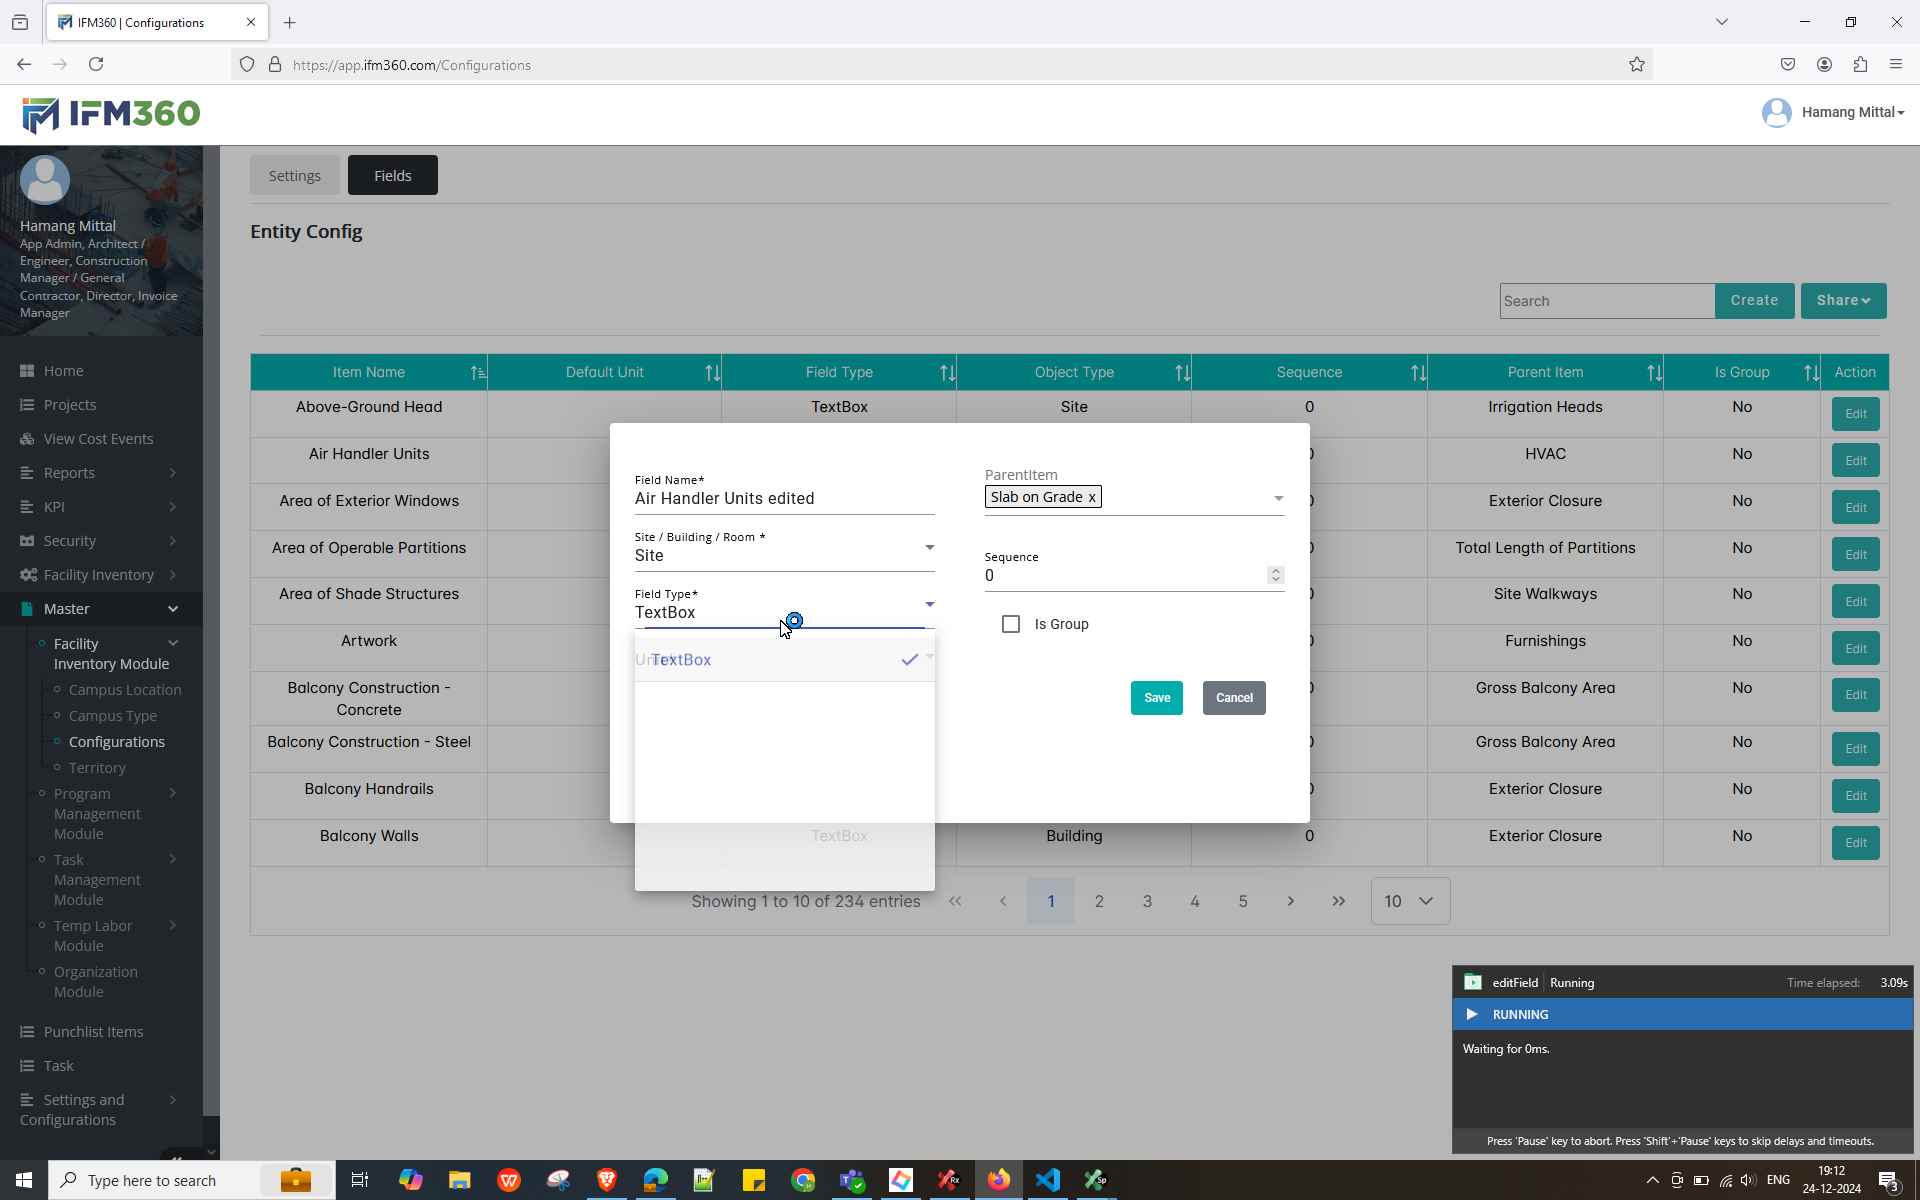 IFM360 | Configurations
https://app.ifm360.com/Configurations
IFM360
Hamang Mittal
Hamang Mittal
App Admin, Architect /
Engineer, Construction
Manager / General
Contractor, Director, Invoice
Manager
Home
Projects
View Cost Events
Reports
KPI
Security
Facility Inventory
Master
Facility
Inventory Module
Campus Location
Campus Type
Configurations
Territory
Program
Management
Module
Task
Management
Module
Temp Labor
Module
Organization
Module
Punchlist Items
Task
Settings and
Configurations
Settings
Fields
Entity Config
Search
Create
Share
Item Name Default Unit Field Type Object Type Sequence Parent Item Is Group Action
Above-Ground Head TextBox Site 0 Irrigation Heads No Edit
Air Handler Units HVAC No Edit
Area of Exterior Windows Exterior Closure No Edit
Area of Operable Partitions Total Length of Partitions No Edit
Area of Shade Structures Site Walkways No Edit
Artwork Furnishings No Edit
Balcony Construction -
Concrete Gross Balcony Area No Edit
Balcony Construction - Steel Gross Balcony Area No Edit
Balcony Handrails Exterior Closure No Edit
Balcony Walls TextBox Building 0 Exterior Closure No Edit
Showing 1 to 10 of 234 entries
« ‹ 1 2 3 4 5 › » 10
Field Name*
Air Handler Units edited
Site / Building / Room *
Site
Field Type*
TextBox
TextBox
ParentItem
Slab on Grade x
Sequence
0
Is Group
Save
Cancel
editField | Running
Time elapsed: 3.09s
RUNNING
Waiting for 0ms.
Press 'Pause' key to abort. Press 'Shift'+'Pause' keys to skip delays and timeouts.
Type here to search
ENG
19:12
24-12-2024
3